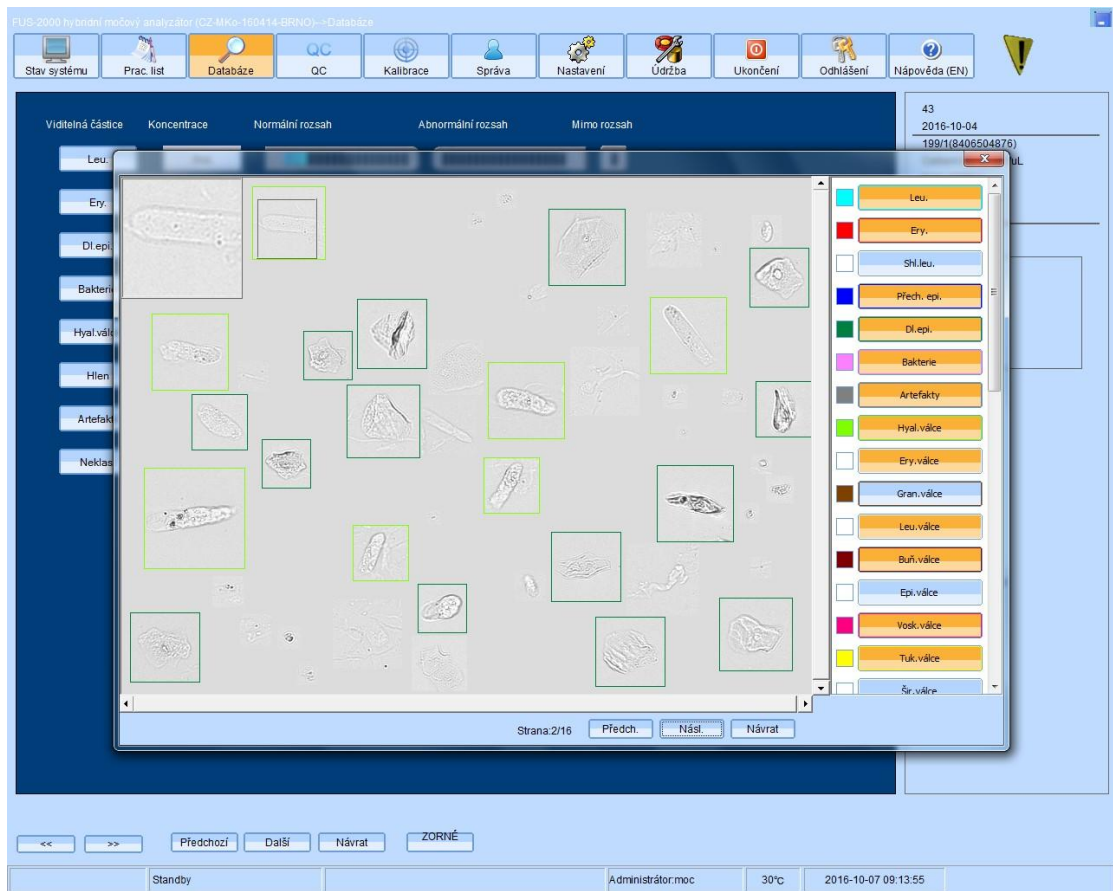 FUS-2000 hybridní močový analyzátor (CZ-MKo-160414-BRNO)-->Databáze
Stav systému
Prac. list
Databáze
QC
QC
Kalibrace
Správa
Nastavení
Údržba
Ukončení
Odhlášení
Nápověda (EN)
43
2016-10-04
199/1(8406504876)
Viditelná částice Koncentrace Normální rozsah Abnormální rozsah Mimo rozsah
Leu.
Ery.
Dl.epi.
Bakterie
Hyal.válc
Hlen
Artefakt
Neklas
Leu.
Ery.
Shl.leu.
Přech. epi.
Dl.epi.
Bakterie
Artefakty
Hyal.válce
Ery.válce
Gran.válce
Leu.válce
Buň.válce
Epi.válce
Vosk.válce
Tuk.válce
Šir.válce
Strana:2/16 Předch. Násl. Návrat
<< >> Předchozí Další Návrat ZORNÉ
Standby Administrátor:moc 30℃ 2016-10-07 09:13:55